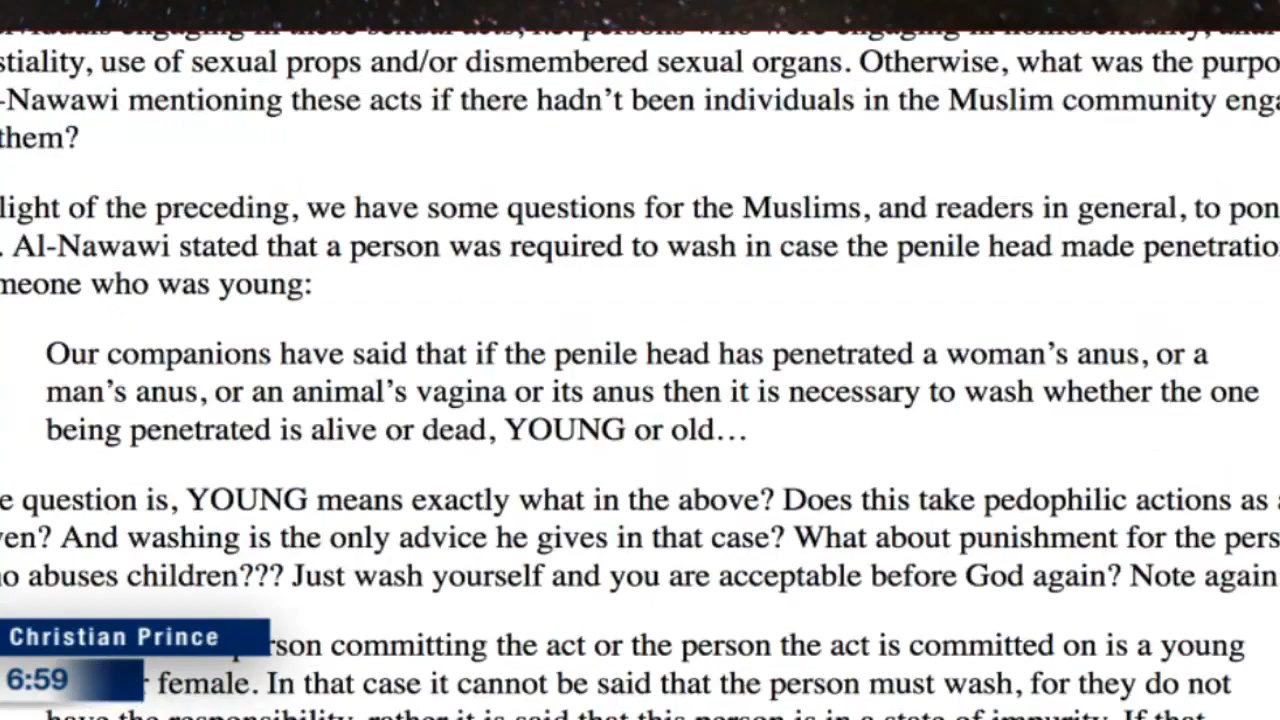 stiality, use of sexual props and/or dismembered sexual organs. Otherwise, what was the purpo
-Nawawi mentioning these acts if there hadn't been individuals in the Muslim community enga
them?
light of the preceding, we have some questions for the Muslims, and readers in general, to pon
. Al-Nawawi stated that a person was required to wash in case the penile head made penetratio
meone who was young:
Our companions have said that if the penile head has penetrated a woman's anus, or a
man's anus, or an animal's vagina or its anus then it is necessary to wash whether the one
being penetrated is alive or dead, YOUNG or old…
e question is, YOUNG means exactly what in the above? Does this take pedophilic actions as
ven? And washing is the only advice he gives in that case? What about punishment for the pers
o abuses children??? Just wash yourself and you are acceptable before God again? Note again
Christian Prince
rson committing the act or the person the act is committed on is a young
6:59
female. In that case it cannot be said that the person must wash, for they do not